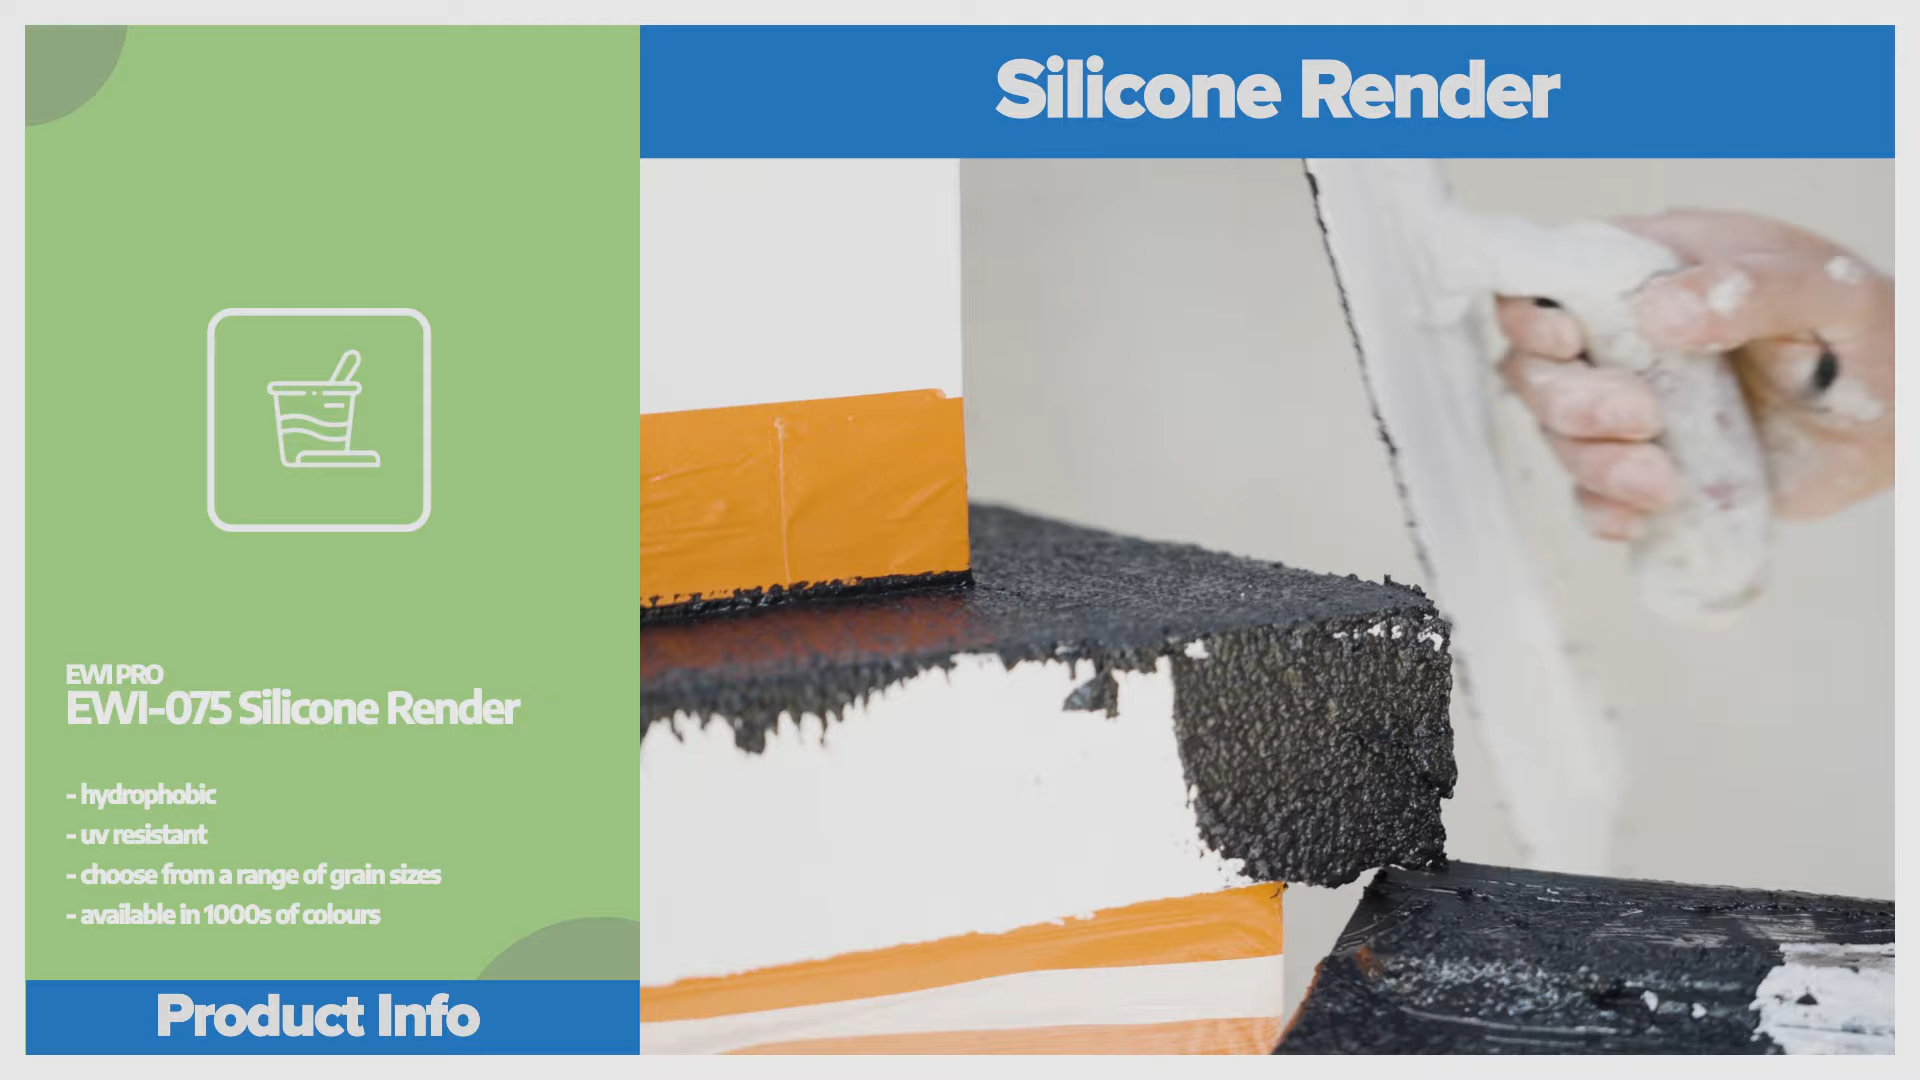 Silicone Render
EWI PRO
EWI-075 Silicone Render
- hydrophobic
- uv resistant
- choose from a range of grain sizes
- available in 1000s of colours
Product Info